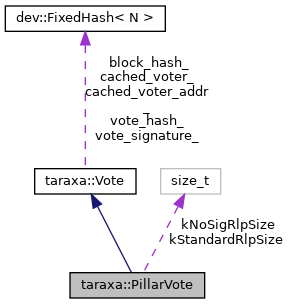 dev::FixedHash< N >
block_hash_
cached_voter_
cached_voter_addr
_
vote_hash_
vote_signature_
taraxa::Vote
size_t
kNoSigRlpSize
kStandardRlpSize
taraxa::PillarVote